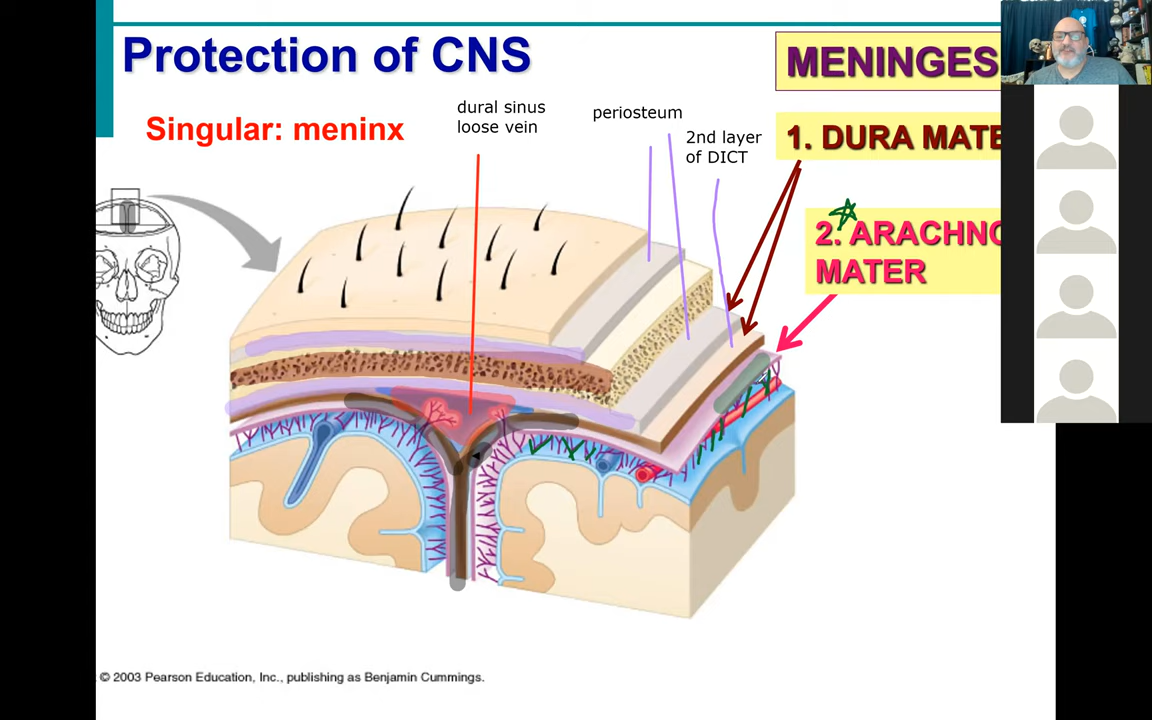 Protection of CNS
MENINGES
Singular: meninx
dural sinus
loose vein
periosteum
2nd layer
of DICT
1. DURA MATE
2. ARACHNO
MATER
© 2003 Pearson Education, Inc., publishing as Benjamin Cummings.